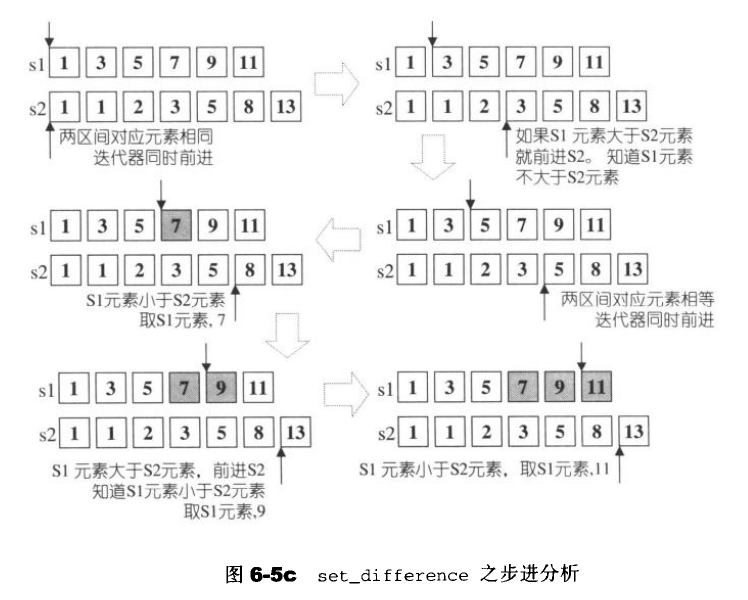 s1 1 3 5 7 9 11
s2 1 1 2 3 5 8 13
两区间对应元素相同
迭代器同时前进
s1 1 3 5 7 9 11
s2 1 1 2 3 5 8 13
如果S1 元素大于S2元素
就前进S2。 知道S1元素
不大于S2元素
s1 1 3 5 7 9 11
s2 1 1 2 3 5 8 13
两区间对应元素相等
迭代器同时前进
s1 1 3 5 7 9 11
s2 1 1 2 3 5 8 13
S1元素小于S2元素
取S1元素, 7
s1 1 3 5 7 9 11
s2 1 1 2 3 5 8 13
S1 元素大于S2元素, 前进S2
知道S1元素小于S2元素
取S1元素,9
s1 1 3 5 7 9 11
s2 1 1 2 3 5 8 13
S1 元素小于S2元素, 取S1元素,11
图 6-5c set_difference 之步进分析